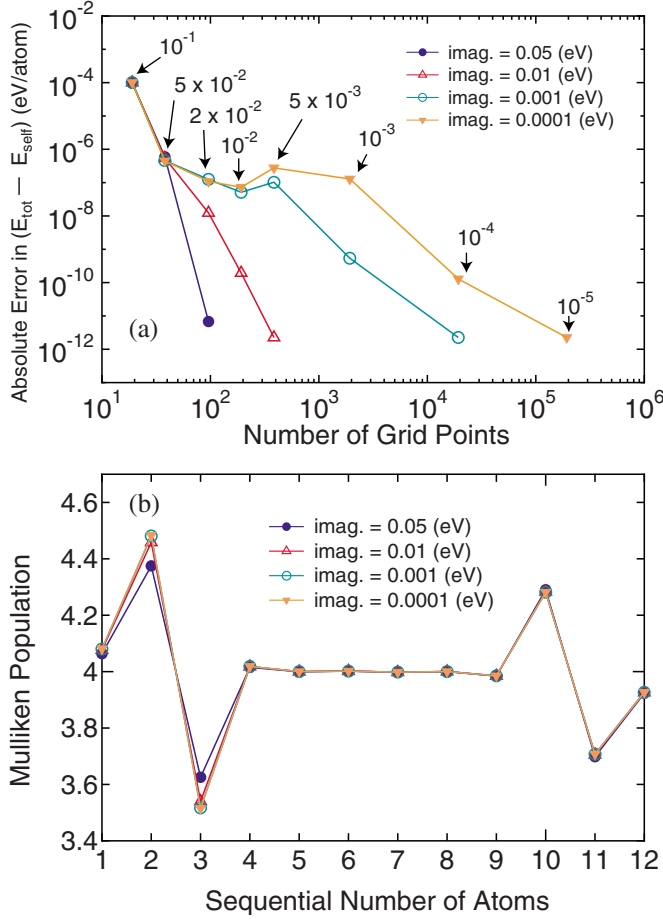 10^-2
10^-4
10^-6
10^-8
10^-10
10^-12
Absolute Error in (E_tot — E_self) (eV/atom)
10^-1
5 x 10^-2
2 x 10^-2
10^-2
5 x 10^-3
10^-3
10^-4
10^-5
imag. = 0.05 (eV)
imag. = 0.01 (eV)
imag. = 0.001 (eV)
imag. = 0.0001 (eV)
(a)
10^1 10^2 10^3 10^4 10^5 10^6
Number of Grid Points
4.6
4.4
4.2
4
3.8
3.6
3.4
Mulliken Population
(b)
imag. = 0.05 (eV)
imag. = 0.01 (eV)
imag. = 0.001 (eV)
imag. = 0.0001 (eV)
1 2 3 4 5 6 7 8 9 10 11 12
Sequential Number of Atoms